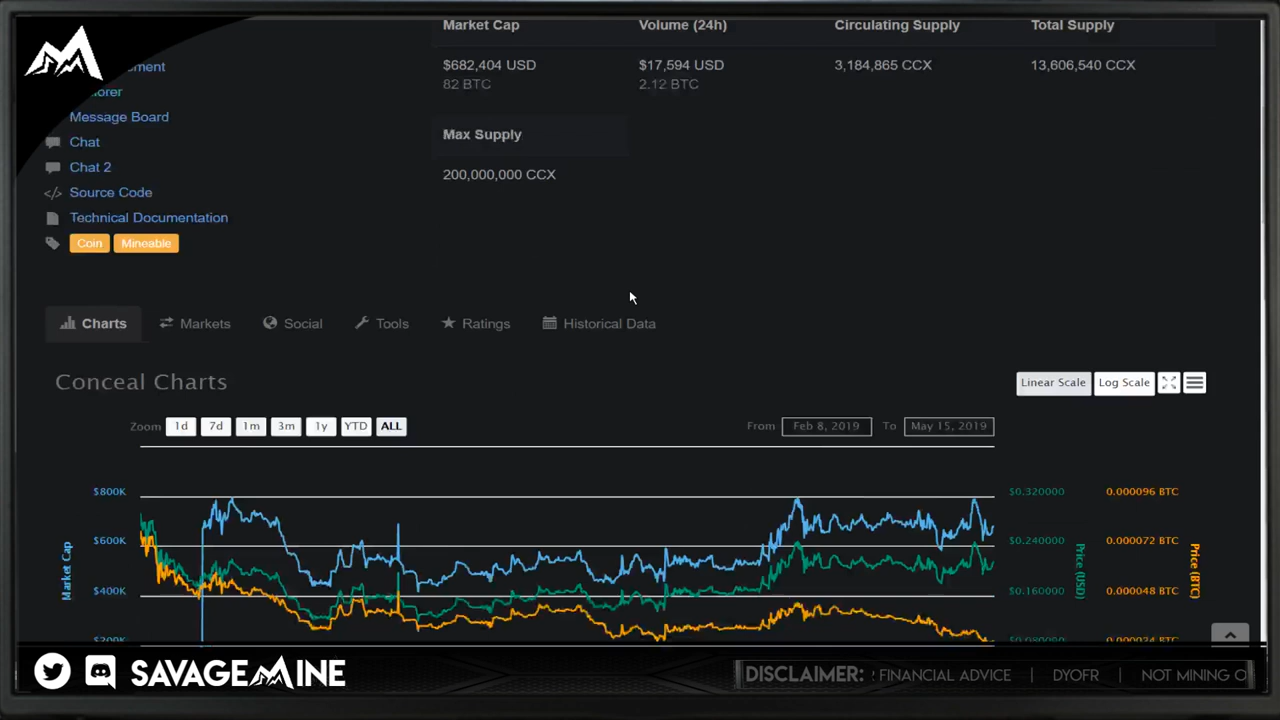 Market Cap Volume (24h) Circulating Supply Total Supply
$682,404 USD $17,594 USD 3,184,865 CCX 13,606,540 CCX
82 BTC 2.12 BTC
Message Board
Chat
Chat 2
Source Code
Technical Documentation
Coin Mineable
Max Supply
200,000,000 CCX
Charts Markets Social Tools Ratings Historical Data
Conceal Charts
Linear Scale Log Scale
Zoom 1d 7d 1m 3m 1y YTD ALL From Feb 8, 2019 To May 15, 2019
$800K $0.320000 0.000096 BTC
$600K $0.240000 0.000072 BTC
$400K $0.160000 0.000048 BTC
Market Cap
Price (USD)
Price (BTC)
SAVAGEMINE
DISCLAIMER: FINANCIAL ADVICE | DYOFR | NOT MINING